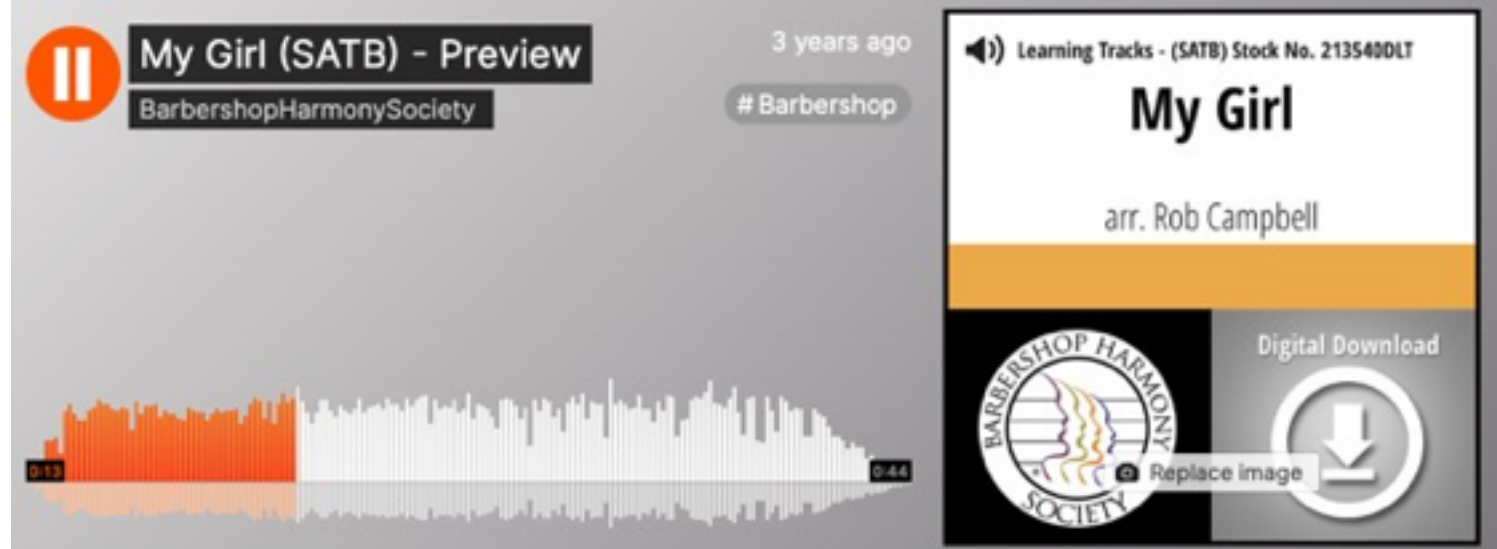 My Girl (SATB) - Preview
BarbershopHarmonySociety
3 years ago
# Barbershop
0:13
0:44
Learning Tracks - (SATB) Stock No. 213540DLT
My Girl
arr. Rob Campbell
BARBERSHOP HARMONY
SOCIETY
Digital Download
Replace image